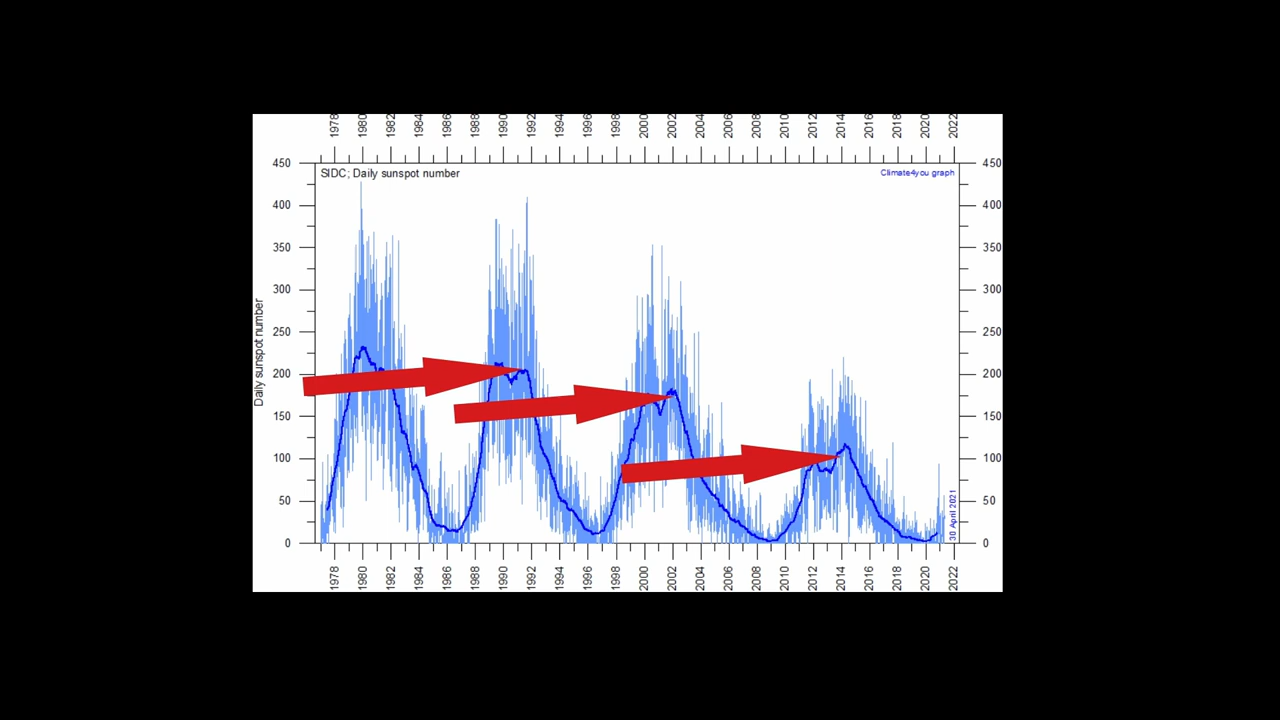 1978 1980 1982 1984 1986 1988 1990 1992 1994 1996 1998 2000 2002 2004 2006 2008 2010 2012 2014 2016 2018 2020 2022
SIDC; Daily sunspot number
Climate4you graph
450 450
400 400
350 350
300 300
250 250
200 200
150 150
100 100
50 50
0 0
Daily sunspot number
30 April 2021
1978 1980 1982 1984 1986 1988 1990 1992 1994 1996 1998 2000 2002 2004 2006 2008 2010 2012 2014 2016 2018 2020 2022